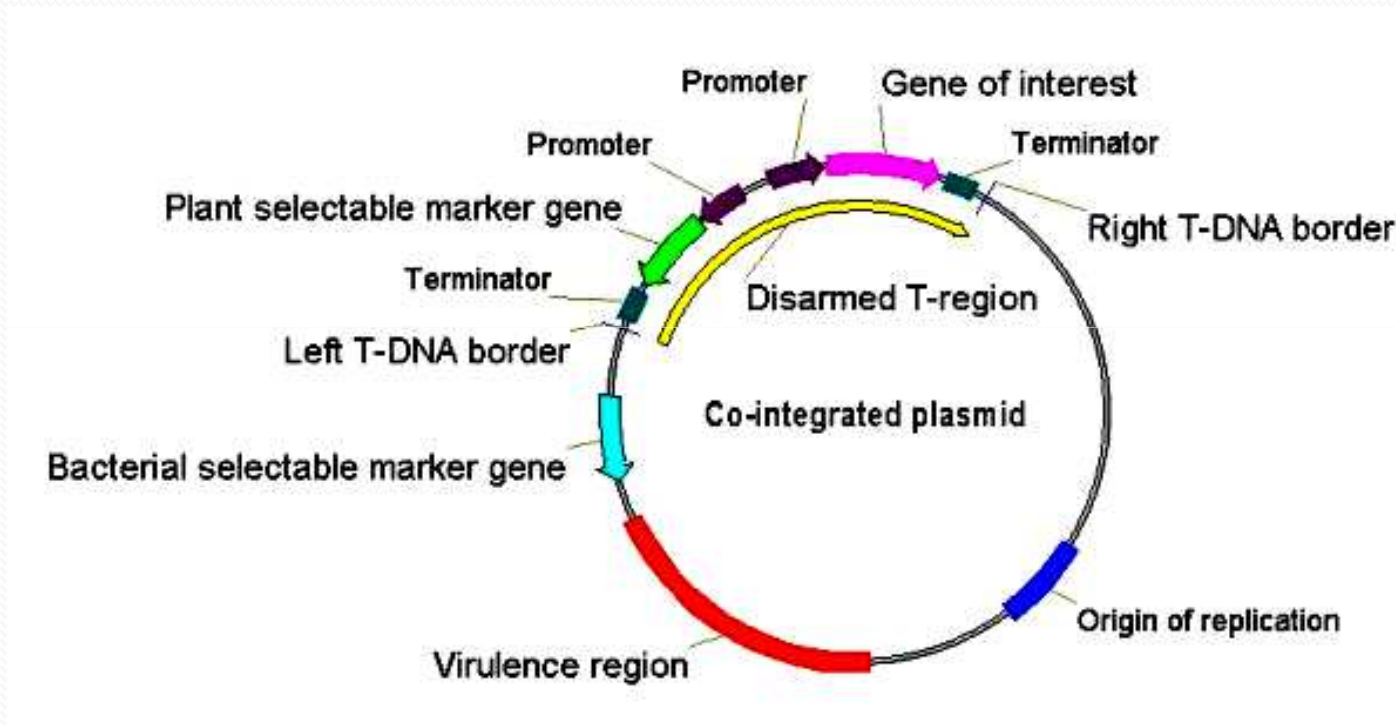 Promoter
Gene of interest
Promoter
Terminator
Plant selectable marker gene
Right T-DNA border
Terminator
Disarmed T-region
Left T-DNA border
Co-integrated plasmid
Bacterial selectable marker gene
Origin of replication
Virulence region